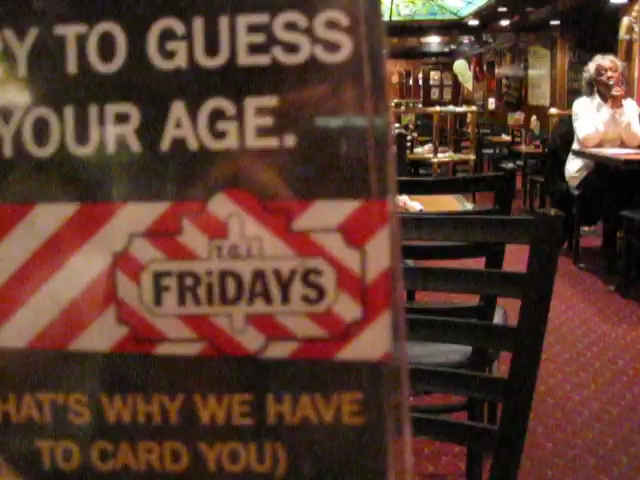 Y TO GUESS
YOUR AGE.
T.G.I.
FRiDAYS
HAT'S WHY WE HAVE
TO CARD YOU)